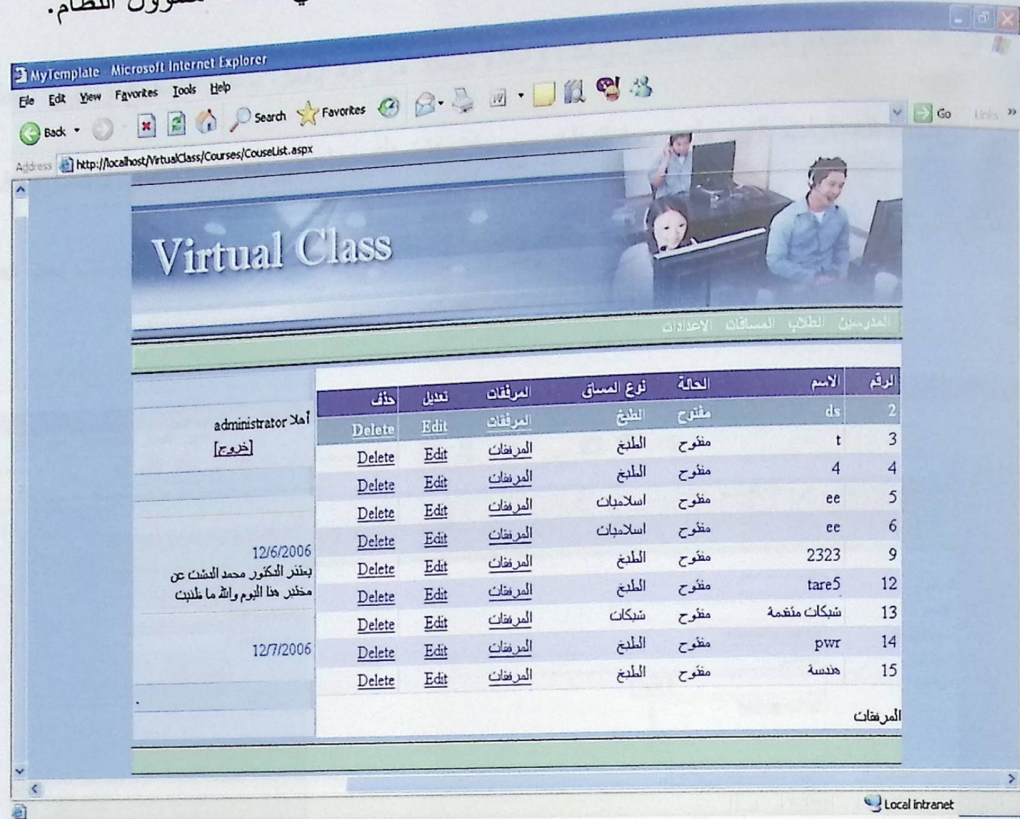 مسؤول النظام.
MyTemplate - Microsoft Internet Explorer
File Edit View Favorites Tools Help
Back Search Favorites
Address http://localhost/VirtualClass/Courses/CouseList.aspx Go Links »
Virtual Class
المدرسين الطلاب المساقات الاعدادات
الرقم الاسم الحالة نوع المساق المرفقات تعديل حذف
2 ds مفتوح الطبخ المرفقات Edit Delete
3 t مفتوح الطبخ المرفقات Edit Delete
4 4 مفتوح الطبخ المرفقات Edit Delete
5 ee مفتوح اسلاميات المرفقات Edit Delete
6 ee مفتوح اسلاميات المرفقات Edit Delete
9 2323 مفتوح الطبخ المرفقات Edit Delete
12 tare5 مفتوح الطبخ المرفقات Edit Delete
13 شبكات متقدمة مفتوح شبكات المرفقات Edit Delete
14 pwr مفتوح الطبخ المرفقات Edit Delete
15 هندسة مفتوح الطبخ المرفقات Edit Delete
المرفقات
أهلا administrator
[خروج]
12/6/2006
يعتذر الدكتور محمد عن
مختبر هذا اليوم والله ما
12/7/2006
Local intranet